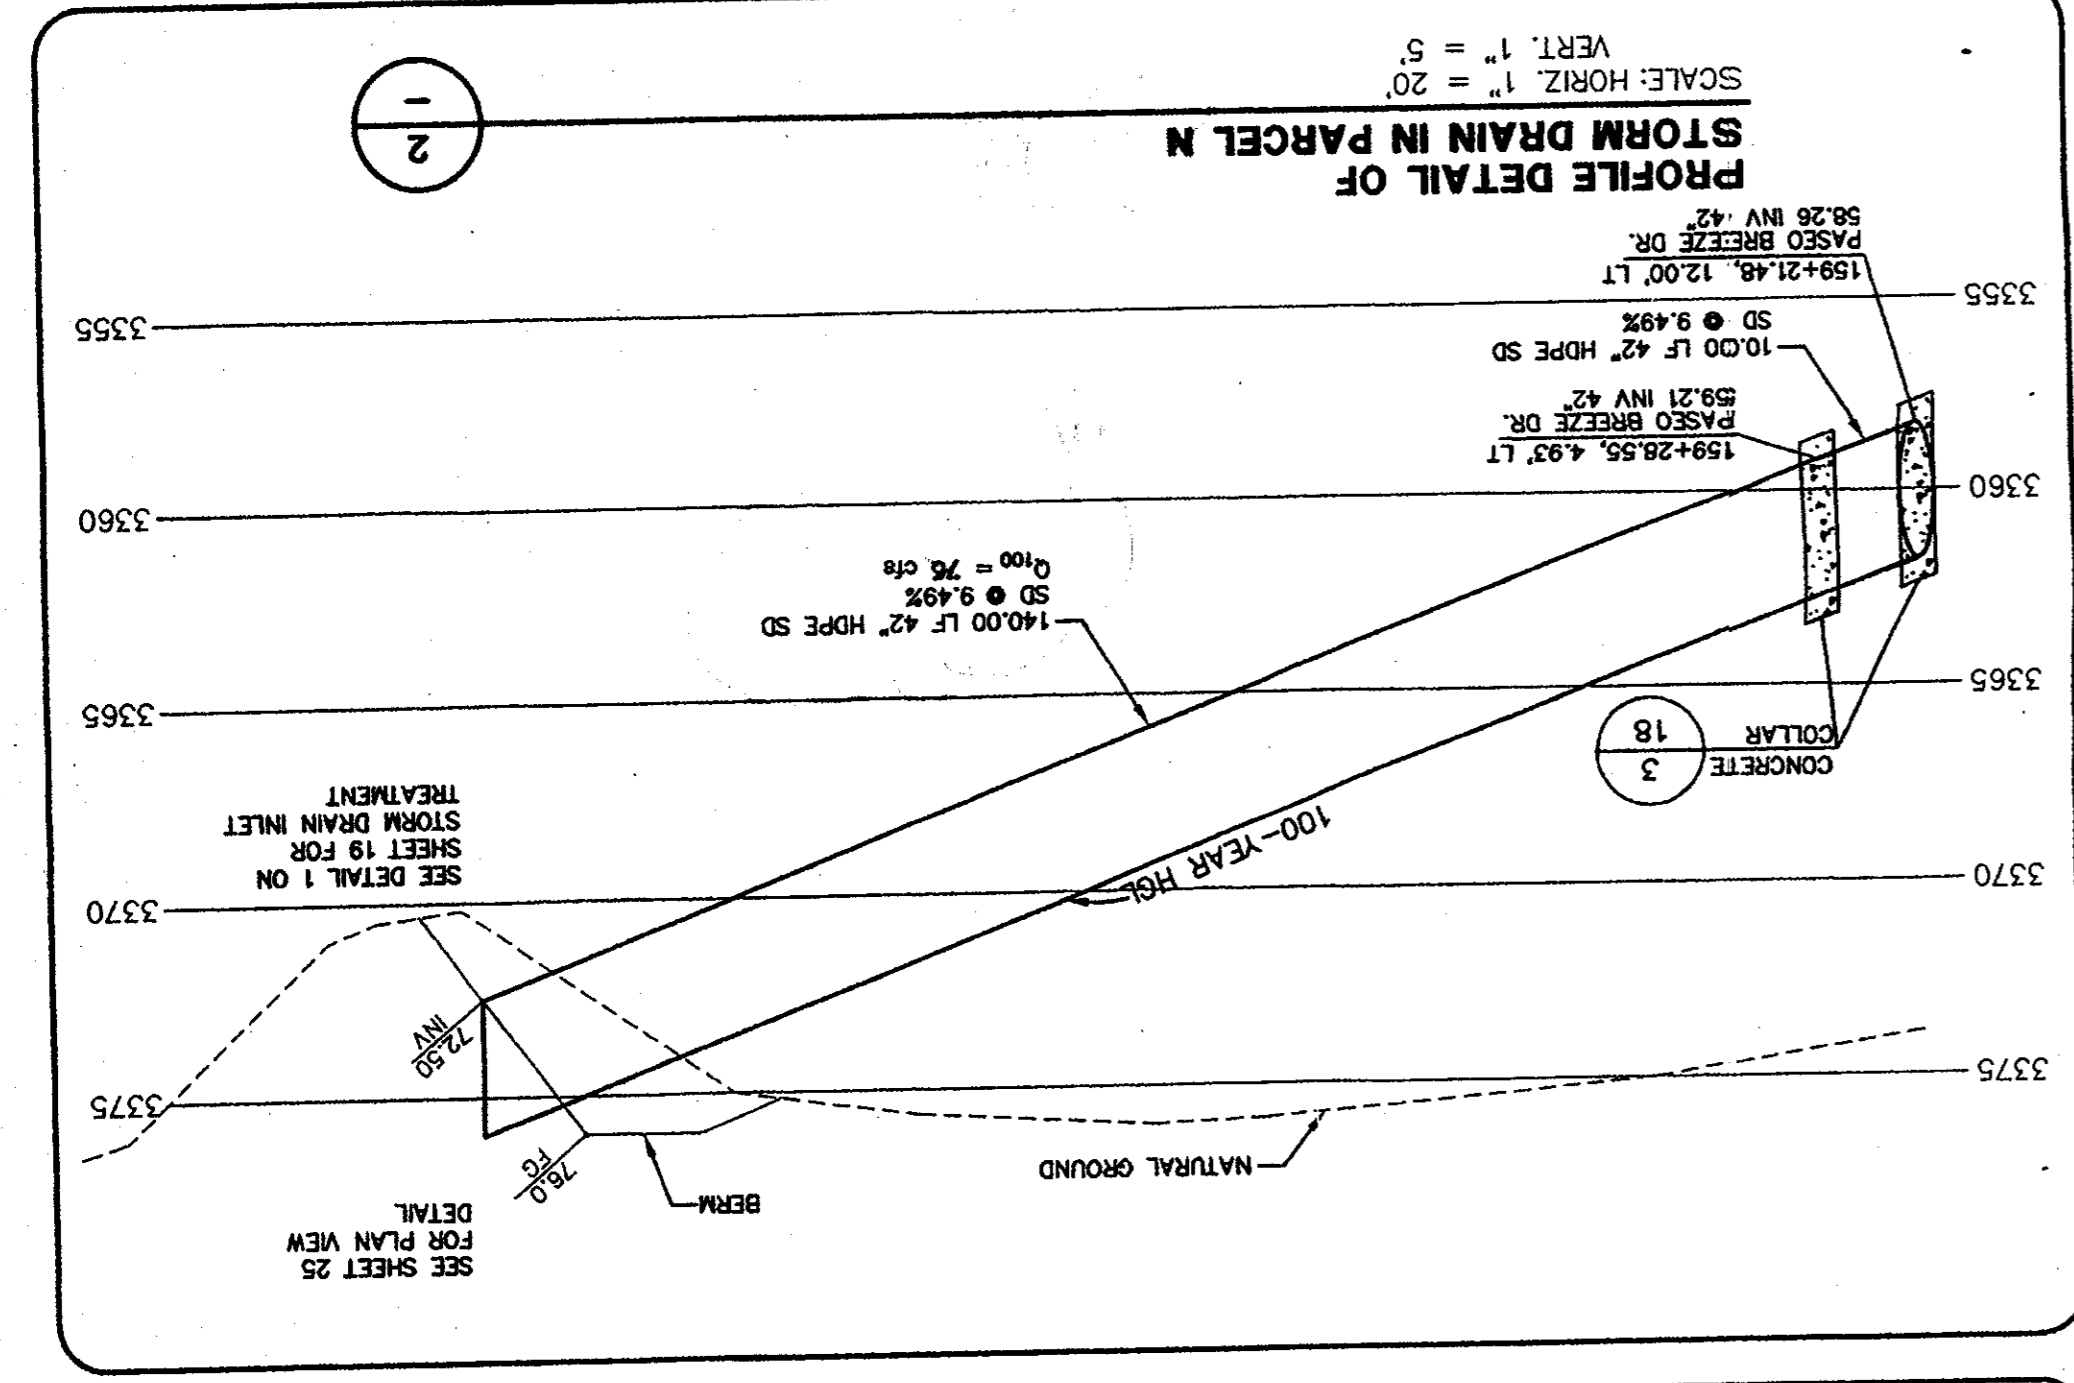 SEE SHEET 25
FOR PLAN VIEW
DETAIL
BERM
76.0
FG
NATURAL GROUND
3375
3375
72.50
INV
100-YEAR HGL
3370
3370
SEE DETAIL 1 ON
SHEET 19 FOR
STORM DRAIN INLET
TREATMENT
CONCRETE
COLLAR
3
18
3365
3365
140.00 LF 42" HDPE SD
SD @ 9.49%
Q100 = 76 cfs
3360
3360
159+28.55, 4.93' LT
PASEO BREEZE DR.
59.21 INV 42"
10.00 LF 42" HDPE SD
SD @ 9.49%
3355
3355
159+21.48, 12.00' LT
PASEO BREEZE DR.
58.26 INV 42"
PROFILE DETAIL OF
STORM DRAIN IN PARCEL N
SCALE: HORIZ. 1" = 20'
VERT. 1" = 5'
2
-